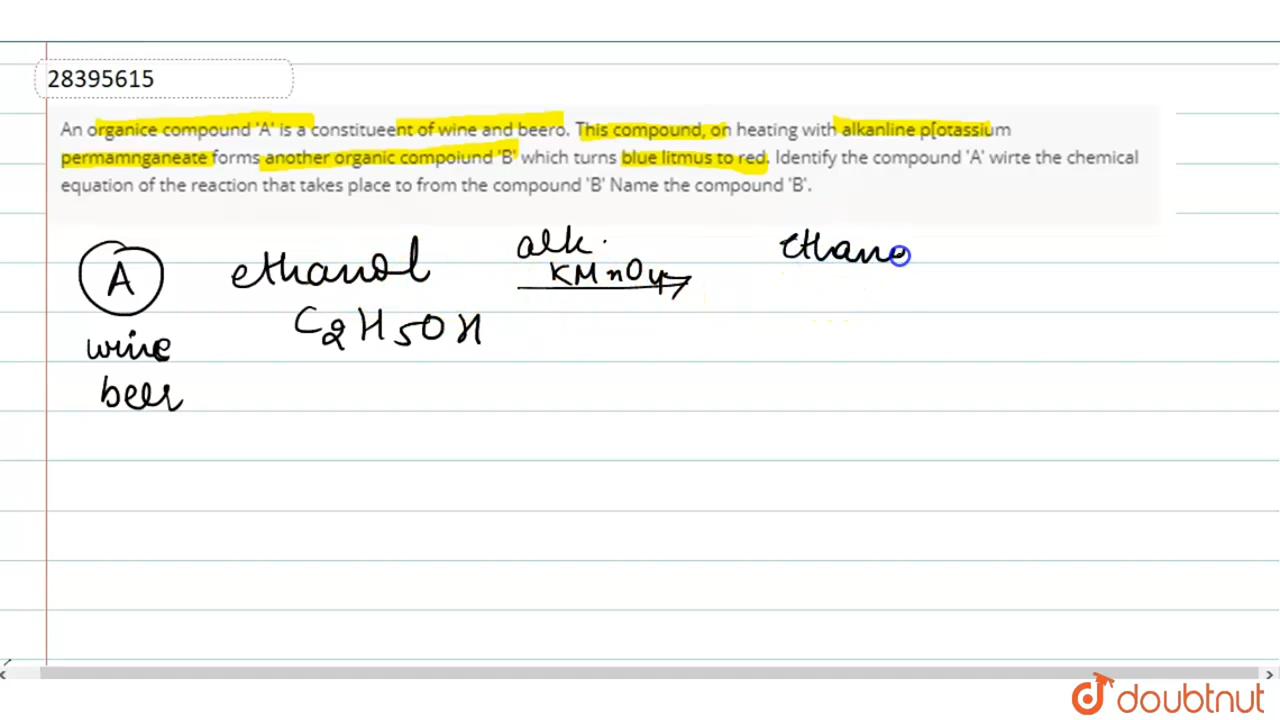 28395615
An organice compound 'A' is a constitueent of wine and beero. This compound, on heating with alkanline p[otassium
permamnganeate forms another organic compoiund 'B' which turns blue litmus to red. Identify the compound 'A' wirte the chemical
equation of the reaction that takes place to from the compound 'B' Name the compound 'B'.
A ethanol alk. ethano
KMnO4
C2H5OH
wine
beer
doubtnut